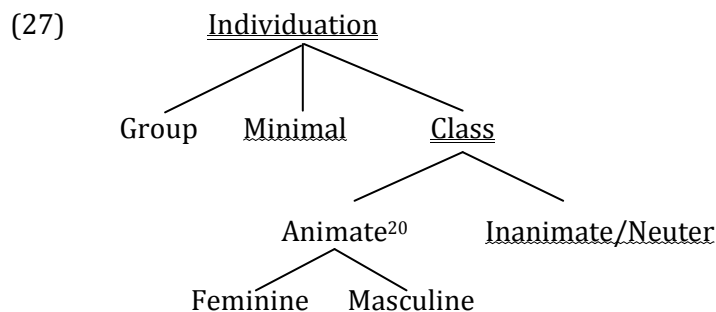 (27) Individuation
Group Minimal Class
Animate20 Inanimate/Neuter
Feminine Masculine